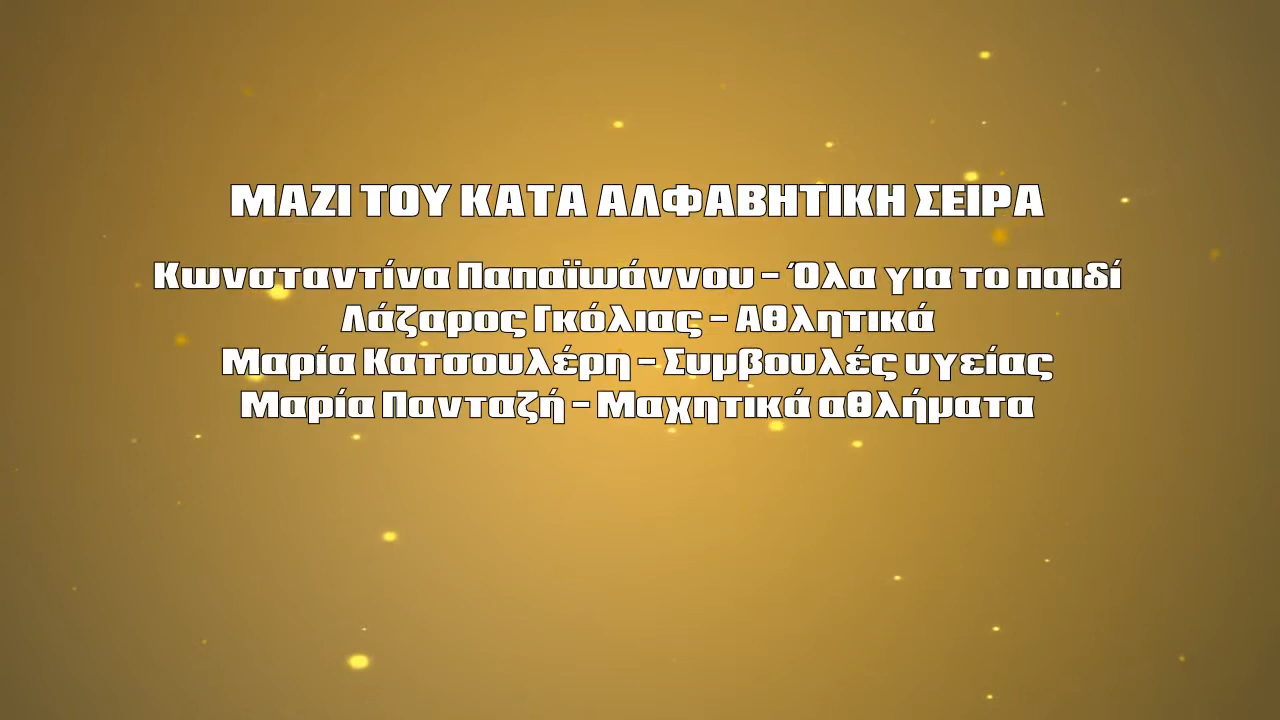 ΜΑΖΙ ΤΟΥ ΚΑΤΑ ΑΛΦΑΒΗΤΙΚΗ ΣΕΙΡΑ
Κωνσταντίνα Παπαϊωάννου - Όλα για το παιδί
Λάζαρος Γκόλιας - Αθλητικά
Μαρία Κατσουλέρη - Συμβουλές υγείας
Μαρία Πανταζή - Μαχητικά αθλήματα